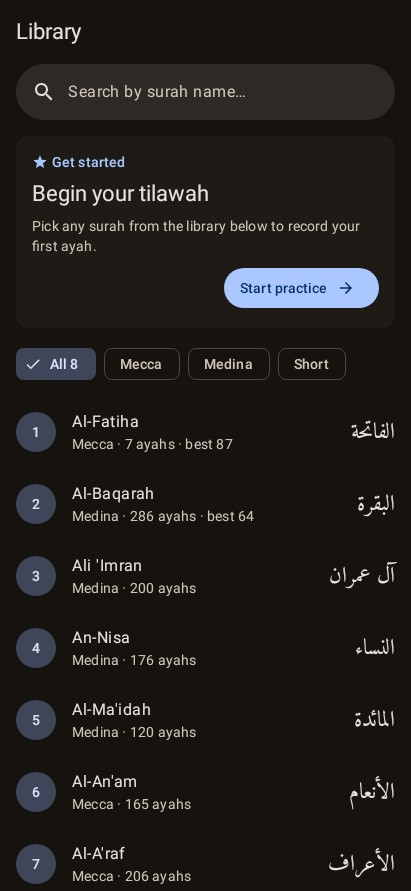 Library
Search by surah name…
Get started
Begin your tilawah
Pick any surah from the library below to record your
first ayah.
Start practice
All 8
Mecca
Medina
Short
1
Al-Fatiha
Mecca · 7 ayahs · best 87
الفاتحة
2
Al-Baqarah
Medina · 286 ayahs · best 64
البقرة
3
Ali 'Imran
Medina · 200 ayahs
آل عمران
4
An-Nisa
Medina · 176 ayahs
النساء
5
Al-Ma'idah
Medina · 120 ayahs
المائدة
6
Al-An'am
Mecca · 165 ayahs
الأنعام
7
Al-A'raf
Mecca · 206 ayahs
الأعراف